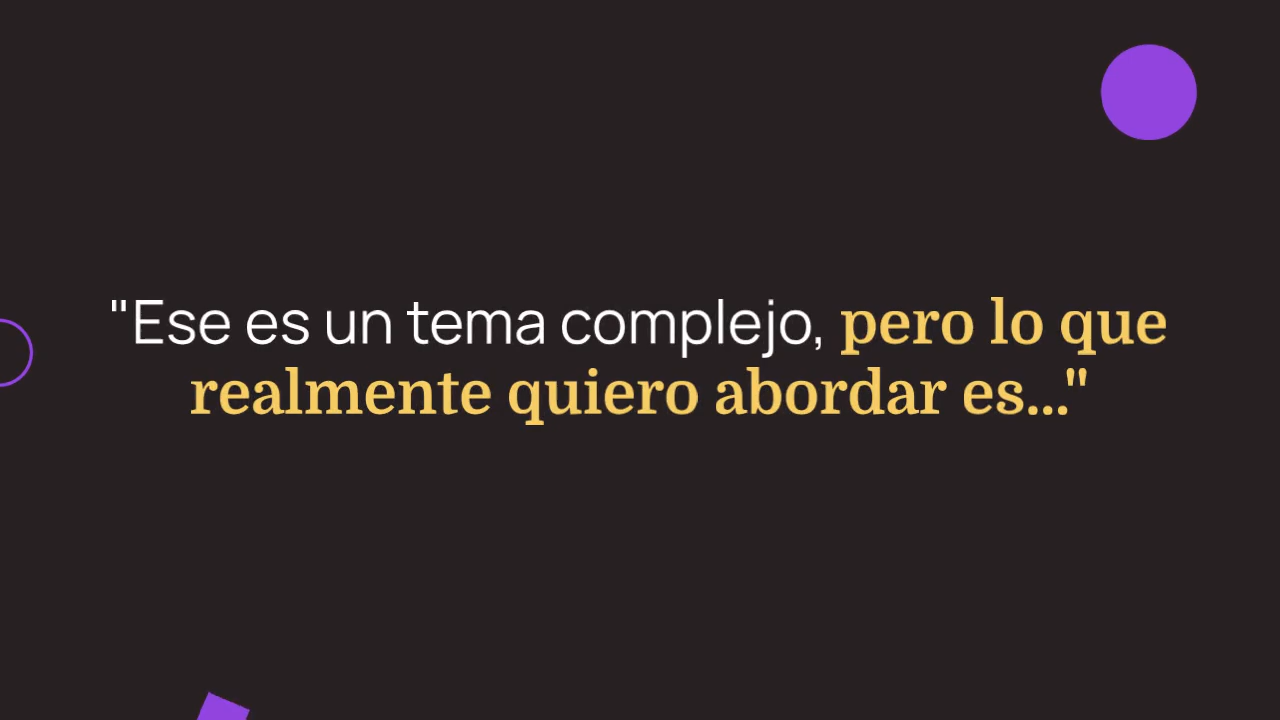 "Ese es un tema complejo, pero lo que
realmente quiero abordar es..."